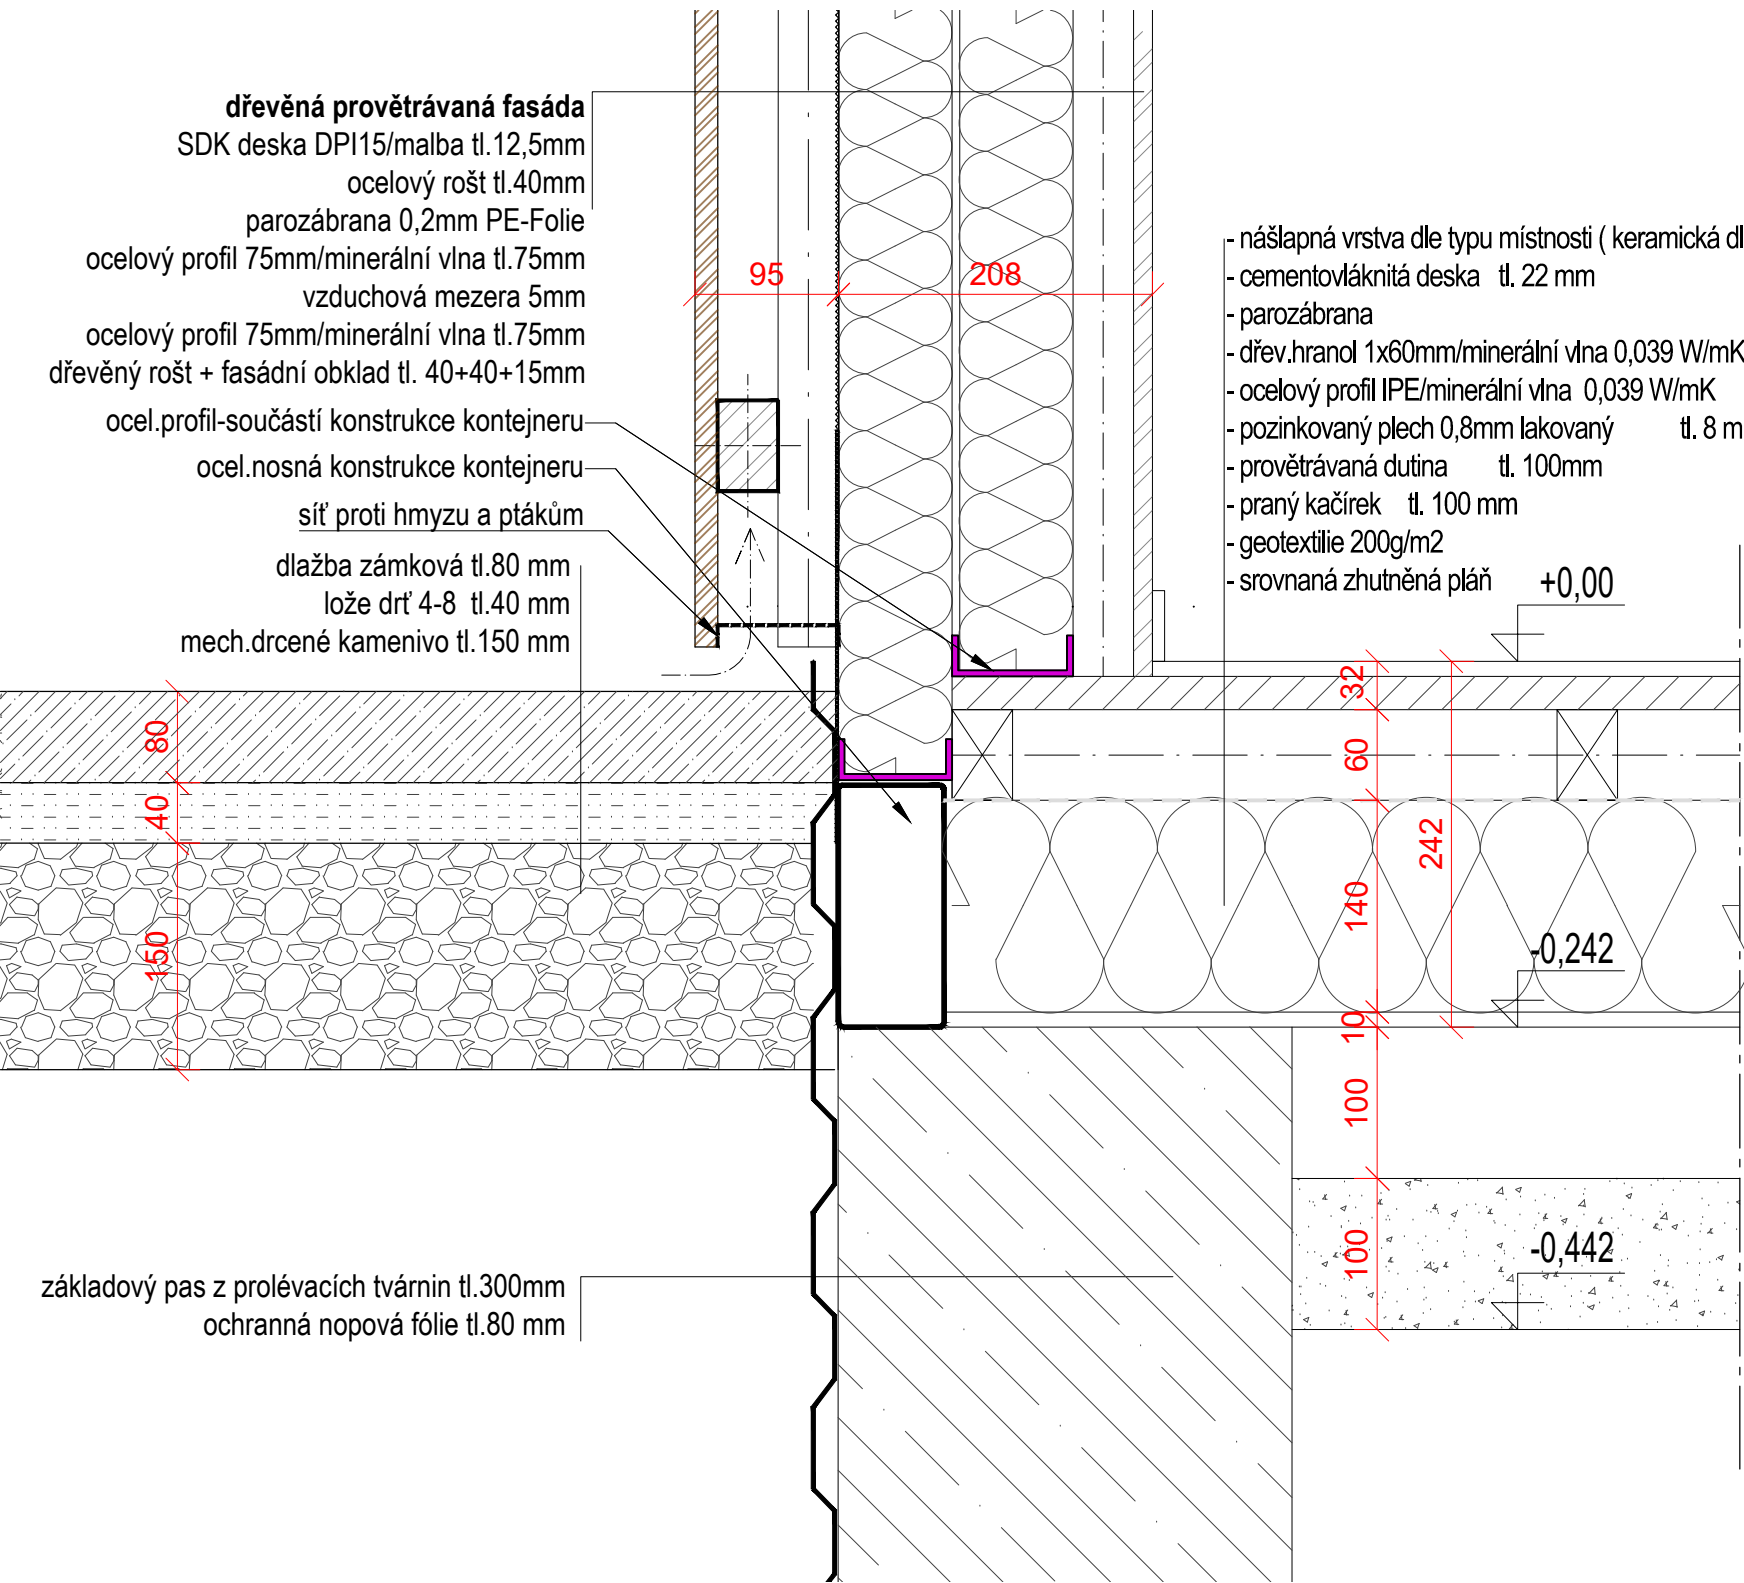 dřevěná provětrávaná fasáda
SDK deska DPI15/malba tl.12,5mm
ocelový rošt tl.40mm
parozábrana 0,2mm PE-Folie
ocelový profil 75mm/minerální vlna tl.75mm
vzduchová mezera 5mm
ocelový profil 75mm/minerální vlna tl.75mm
dřevěný rošt + fasádní obklad tl. 40+40+15mm
ocel.profil-součástí konstrukce kontejneru
ocel.nosná konstrukce kontejneru
síť proti hmyzu a ptákům
dlažba zámková tl.80 mm
lože drť 4-8 tl.40 mm
mech.drcené kamenivo tl.150 mm
95
208
- nášlapná vrstva dle typu místnosti ( keramická dl
- cementovláknitá deska tl. 22 mm
- parozábrana
- dřev.hranol 1x60mm/minerální vlna 0,039 W/mK
- ocelový profil IPE/minerální vlna 0,039 W/mK
- pozinkovaný plech 0,8mm lakovaný tl. 8 m
- provětrávaná dutina tl. 100mm
- praný kačírek tl. 100 mm
- geotextilie 200g/m2
- srovnaná zhutněná pláň
+0,00
80
40
150
32
60
242
140
-0,242
10
100
100
-0,442
základový pas z prolévacích tvárnin tl.300mm
ochranná nopová fólie tl.80 mm